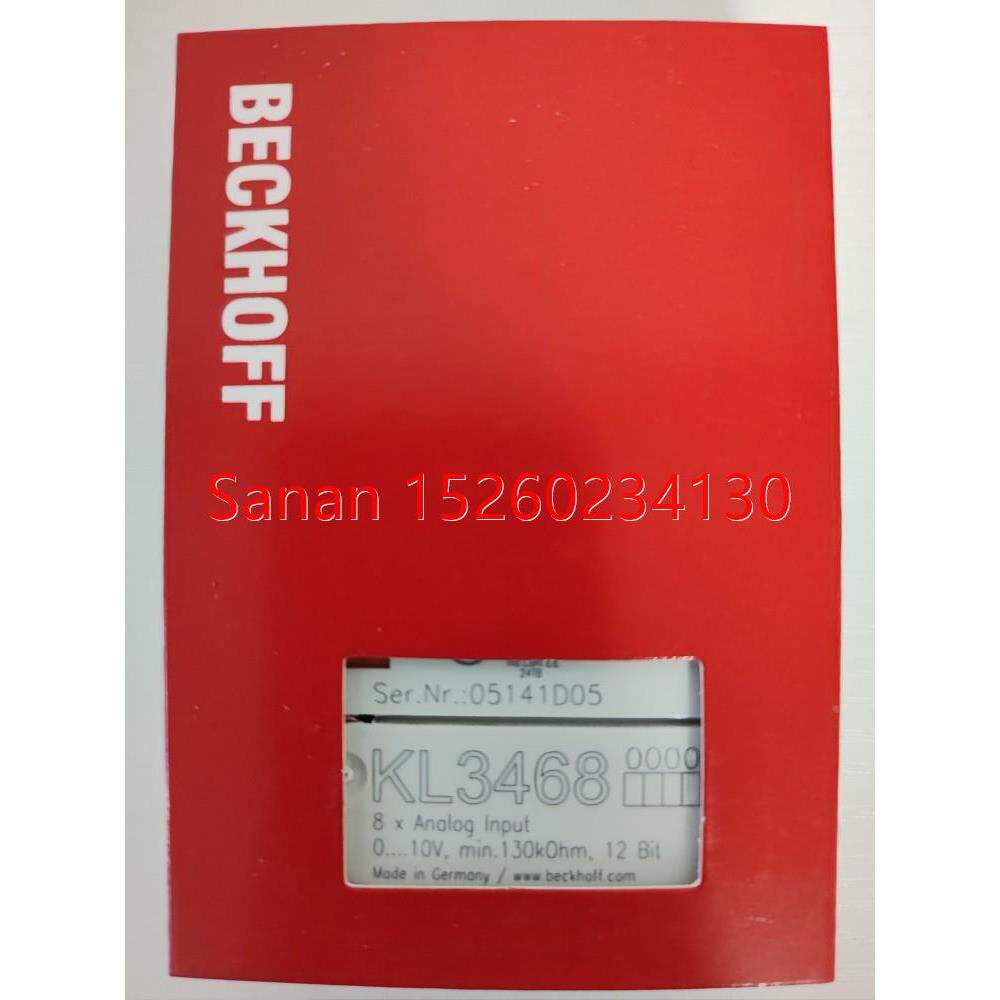 BECKHOFF
Sanan 15260234130
Ser.Nr.:05141D05
KL3468 0000
8 x Analog Input
0....10V, min.130kOhm, 12 Bit
Made in Germany / www.beckhoff.com